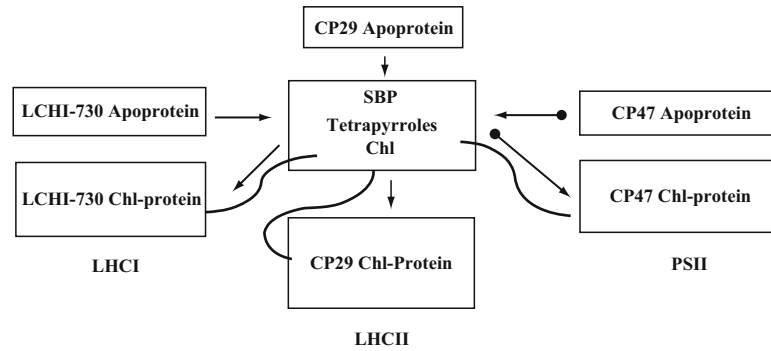 CP29 Apoprotein
LCHI-730 Apoprotein
SBP
Tetrapyrroles
Chl
CP47 Apoprotein
LCHI-730 Chl-protein
CP29 Chl-Protein
CP47 Chl-protein
LHCI
LHCII
PSII